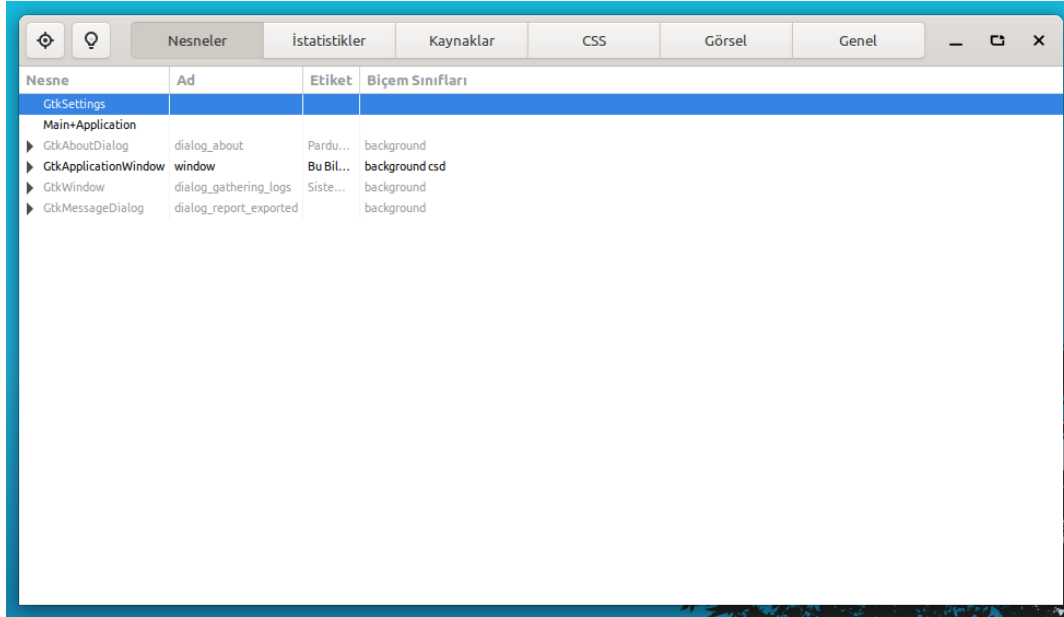 Nesneler İstatistikler Kaynaklar CSS Görsel Genel
Nesne Ad Etiket Biçem Sınıfları
GtkSettings
Main+Application
GtkAboutDialog dialog_about Pardu... background
GtkApplicationWindow window Bu Bil... background csd
GtkWindow dialog_gathering_logs Siste... background
GtkMessageDialog dialog_report_exported background